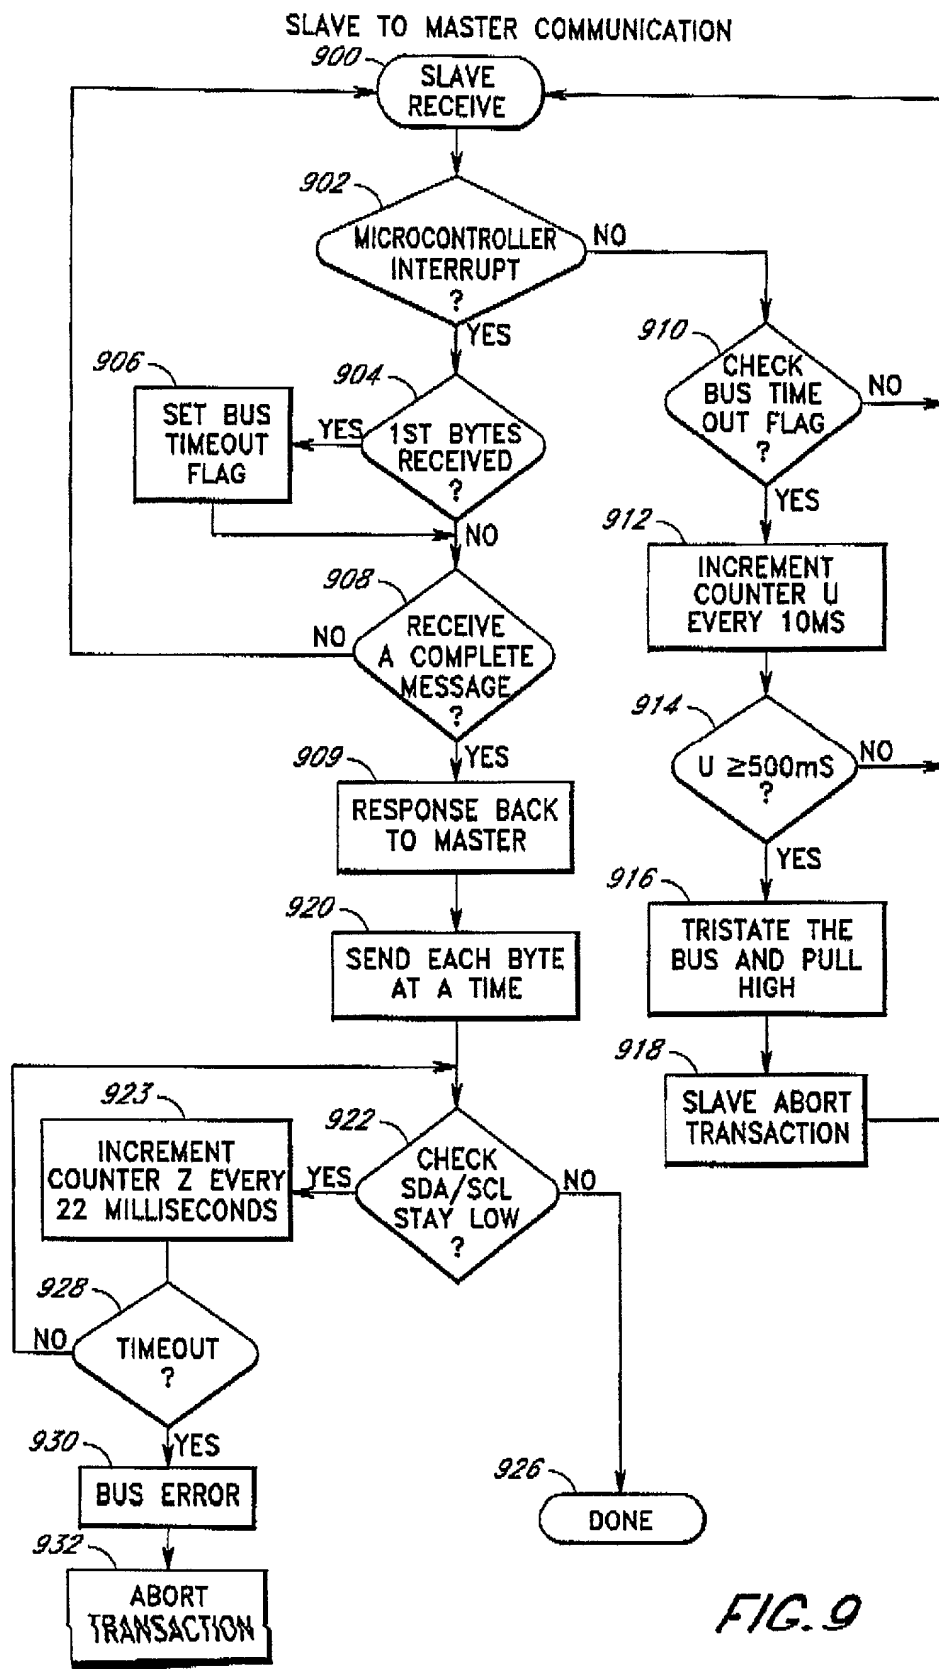 SLAVE TO MASTER COMMUNICATION
900
SLAVE
RECEIVE
902
MICROCONTROLLER
INTERRUPT
?
NO
YES
904
1ST BYTES
RECEIVED
?
YES
NO
906
SET BUS
TIMEOUT
FLAG
908
RECEIVE
A COMPLETE
MESSAGE
?
NO
YES
909
RESPONSE BACK
TO MASTER
920
SEND EACH BYTE
AT A TIME
922
CHECK
SDA/SCL
STAY LOW
?
YES
NO
923
INCREMENT
COUNTER Z EVERY
22 MILLISECONDS
928
TIMEOUT
?
NO
YES
930
BUS ERROR
932
ABORT
TRANSACTION
926
DONE
910
CHECK
BUS TIME
OUT FLAG
?
NO
YES
912
INCREMENT
COUNTER U
EVERY 10MS
914
U ≥500mS
?
NO
YES
916
TRISTATE THE
BUS AND PULL
HIGH
918
SLAVE ABORT
TRANSACTION
FIG. 9